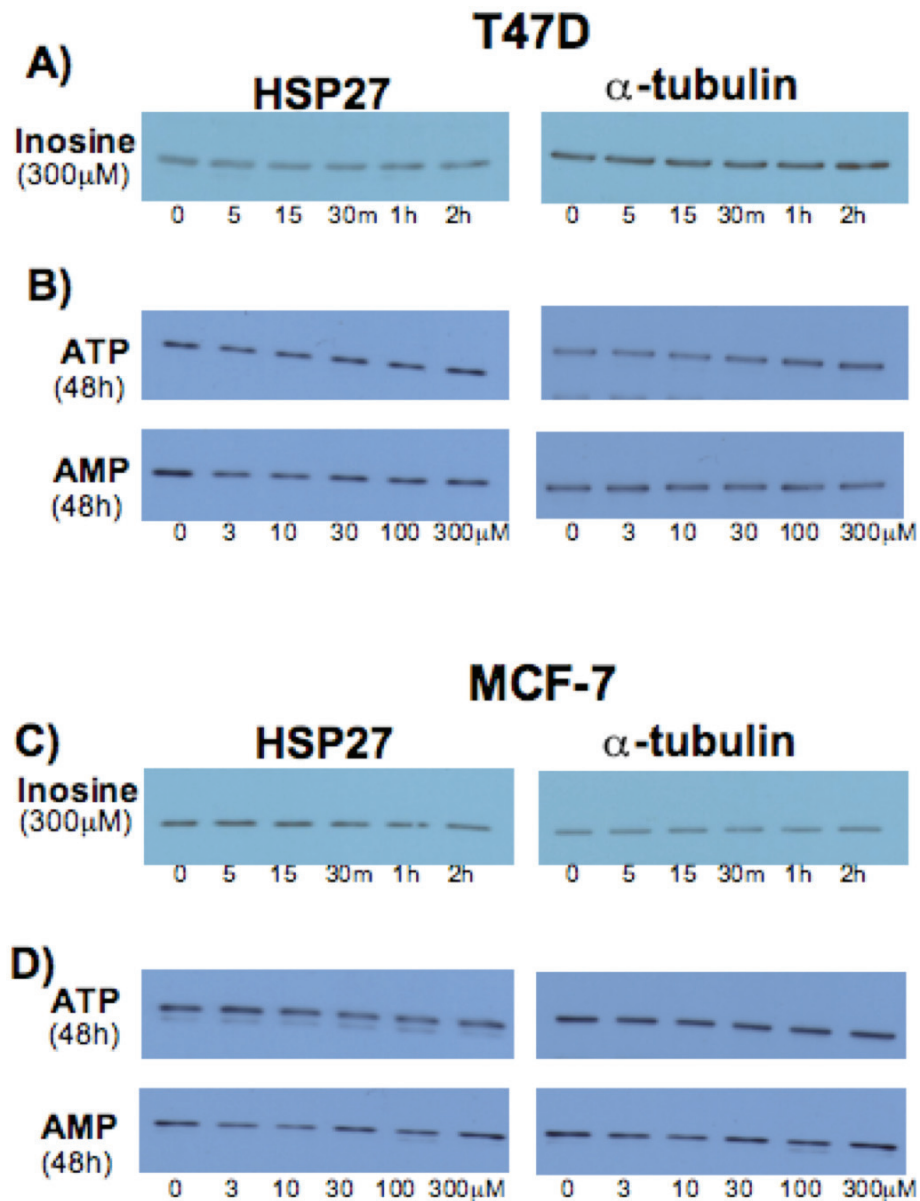 T47D
A)
HSP27 α-tubulin
Inosine
(300μM)
0 5 15 30m 1h 2h 0 5 15 30m 1h 2h
B)
ATP
(48h)
AMP
(48h)
0 3 10 30 100 300μM 0 3 10 30 100 300μM
MCF-7
C)
HSP27 α-tubulin
Inosine
(300μM)
0 5 15 30m 1h 2h 0 5 15 30m 1h 2h
D)
ATP
(48h)
AMP
(48h)
0 3 10 30 100 300μM 0 3 10 30 100 300μM